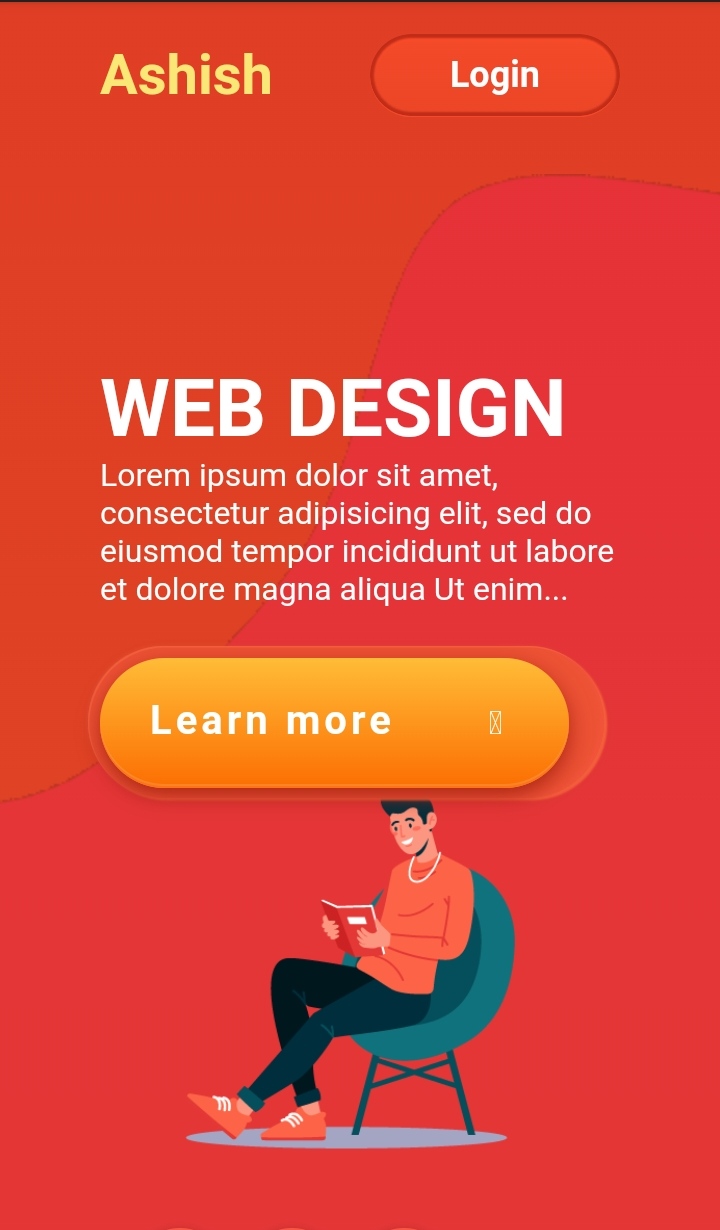 Ashish
Login
WEB DESIGN
Lorem ipsum dolor sit amet,
consectetur adipisicing elit, sed do
eiusmod tempor incididunt ut labore
et dolore magna aliqua Ut enim...
Learn more